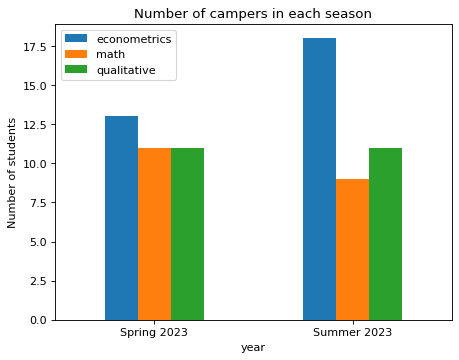 Number of campers in each season
econometrics
math
qualitative
Number of students
17.5
15.0
12.5
10.0
7.5
5.0
2.5
0.0
Spring 2023
Summer 2023
year